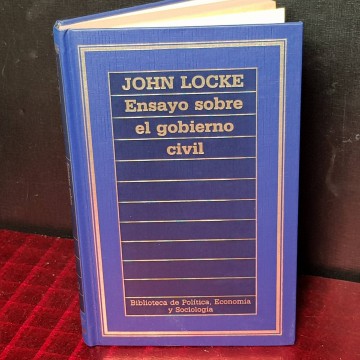 JOHN LOCKE
Ensayo sobre
el gobierno
civil
Biblioteca de Política, Economía
y Sociología